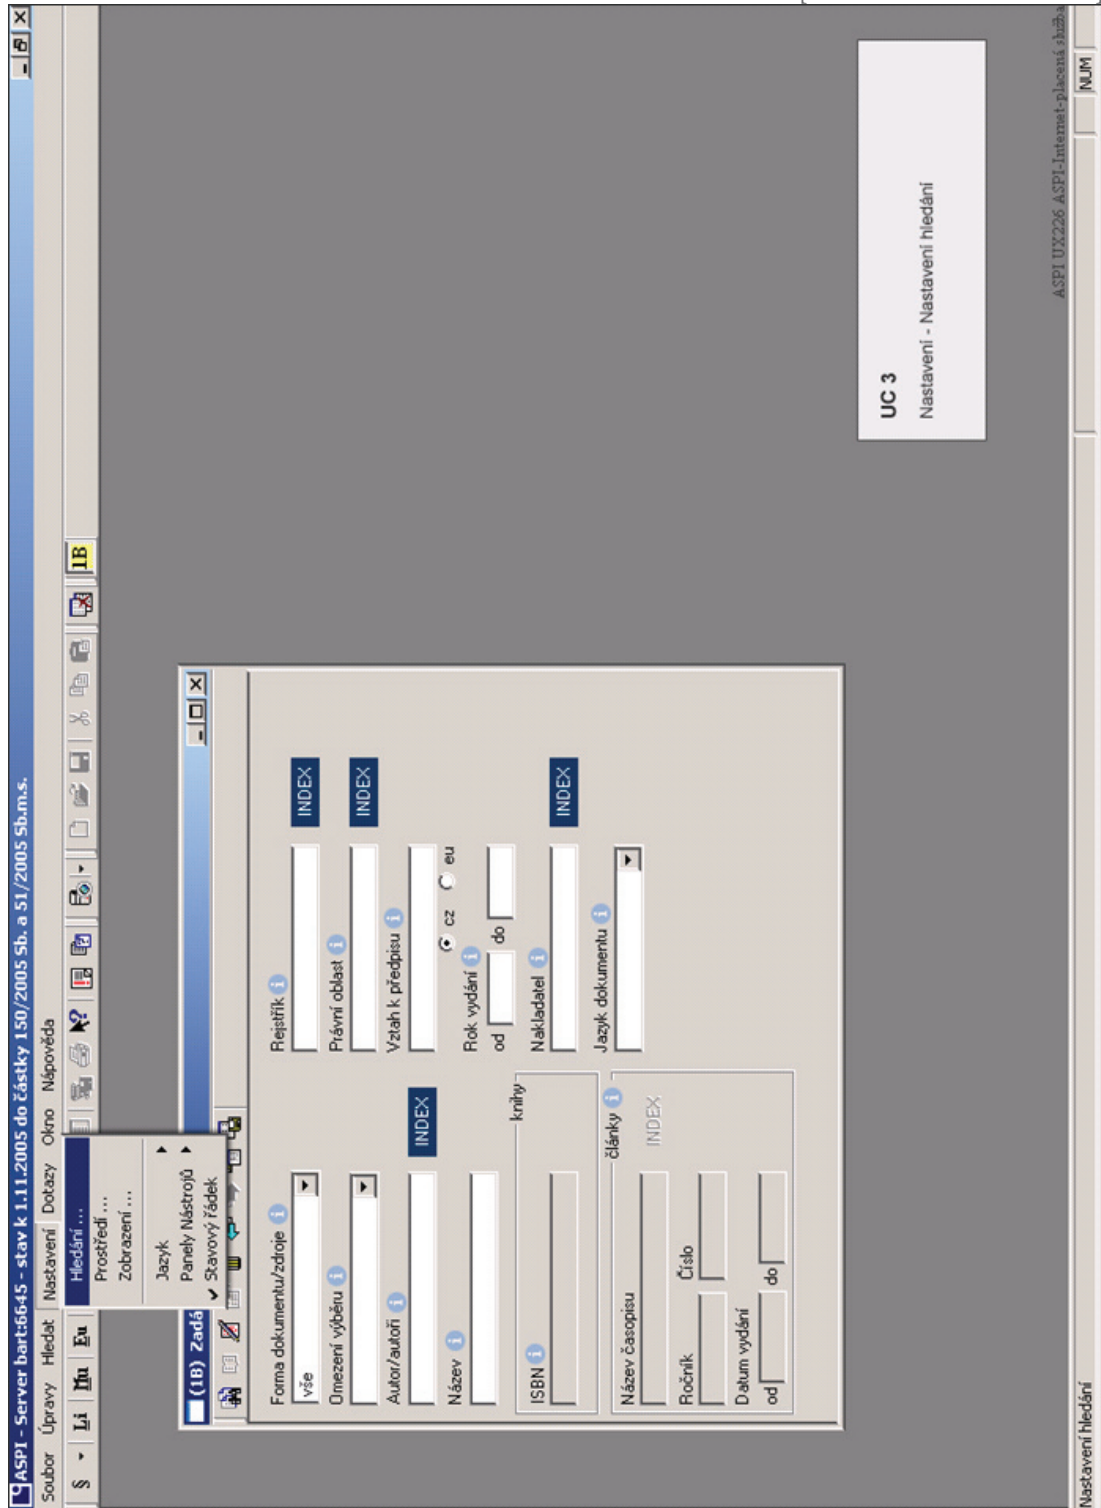 ASPI - Server bart:6645 - stav k 1.11.2005 do částky 150/2005 Sb. a 51/2005 Sb.m.s.
Soubor Úpravy Hledat Nastavení Dotazy Okno Nápověda
§ Li Mu Eu 1B
Hledání ...
Prostředí ...
Zobrazení ...
Jazyk
Panely Nástrojů
Stavový řádek
(1B) Zadá
Forma dokumentu/zdroje
vše
Omezení výběru
Autor/autoři
INDEX
Název
knihy
ISBN
články
Název časopisu
INDEX
Ročník Číslo
Datum vydání
od do
Rejstřík
INDEX
Právní oblast
INDEX
Vztah k předpisu
cz eu
Rok vydání
od do
Nakladatel
INDEX
Jazyk dokumentu
UC 3
Nastavení - Nastavení hledání
ASPI UX226 ASPI-Internet-placená služba
Nastavení hledání NUM